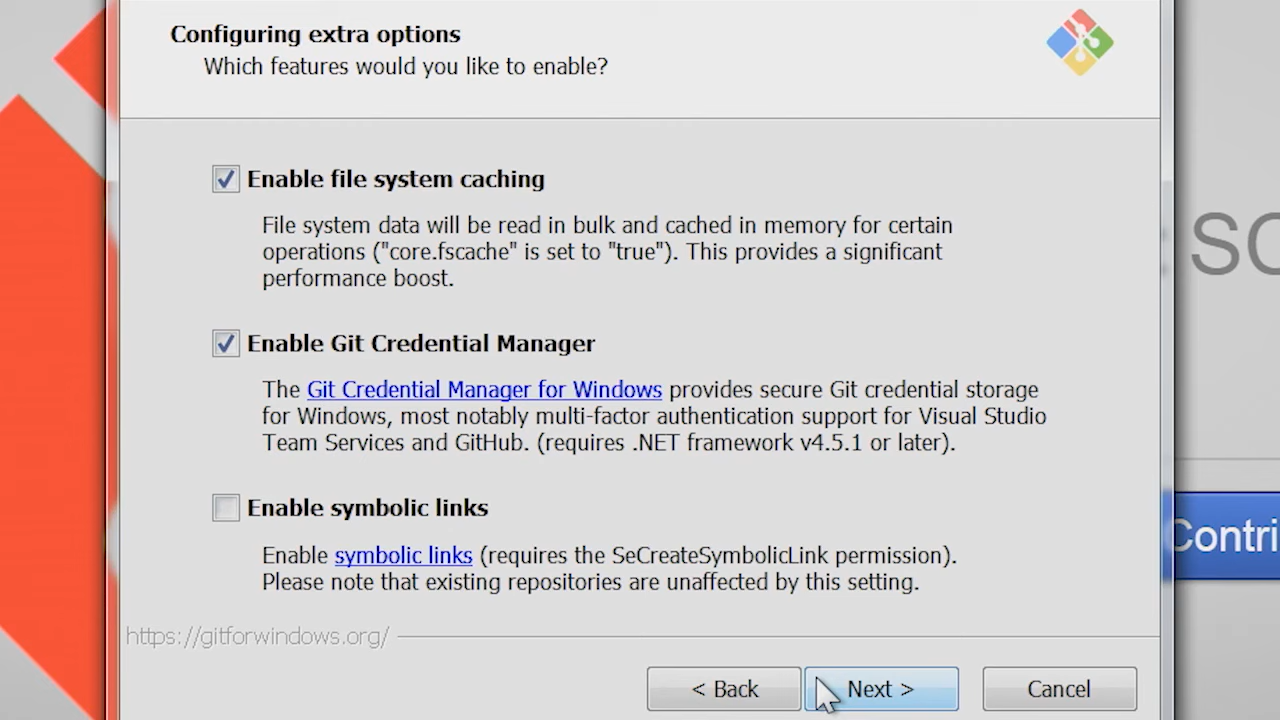 Configuring extra options
Which features would you like to enable?
Enable file system caching
File system data will be read in bulk and cached in memory for certain
operations ("core.fscache" is set to "true"). This provides a significant
performance boost.
Enable Git Credential Manager
The Git Credential Manager for Windows provides secure Git credential storage
for Windows, most notably multi-factor authentication support for Visual Studio
Team Services and GitHub. (requires .NET framework v4.5.1 or later).
Enable symbolic links
Enable symbolic links (requires the SeCreateSymbolicLink permission).
Please note that existing repositories are unaffected by this setting.
https://gitforwindows.org/
< Back
Next >
Cancel
SC
Contri